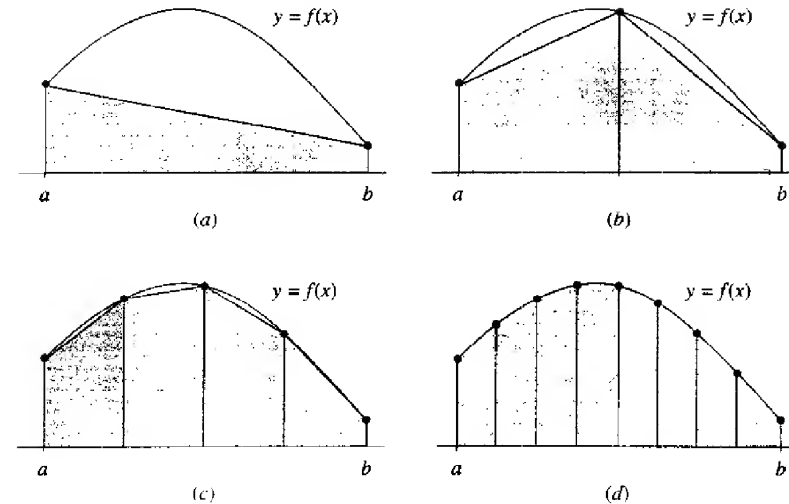 y = f(x)
y = f(x)
a
b
a
b
(a)
(b)
y = f(x)
y = f(x)
a
b
a
b
(c)
(d)